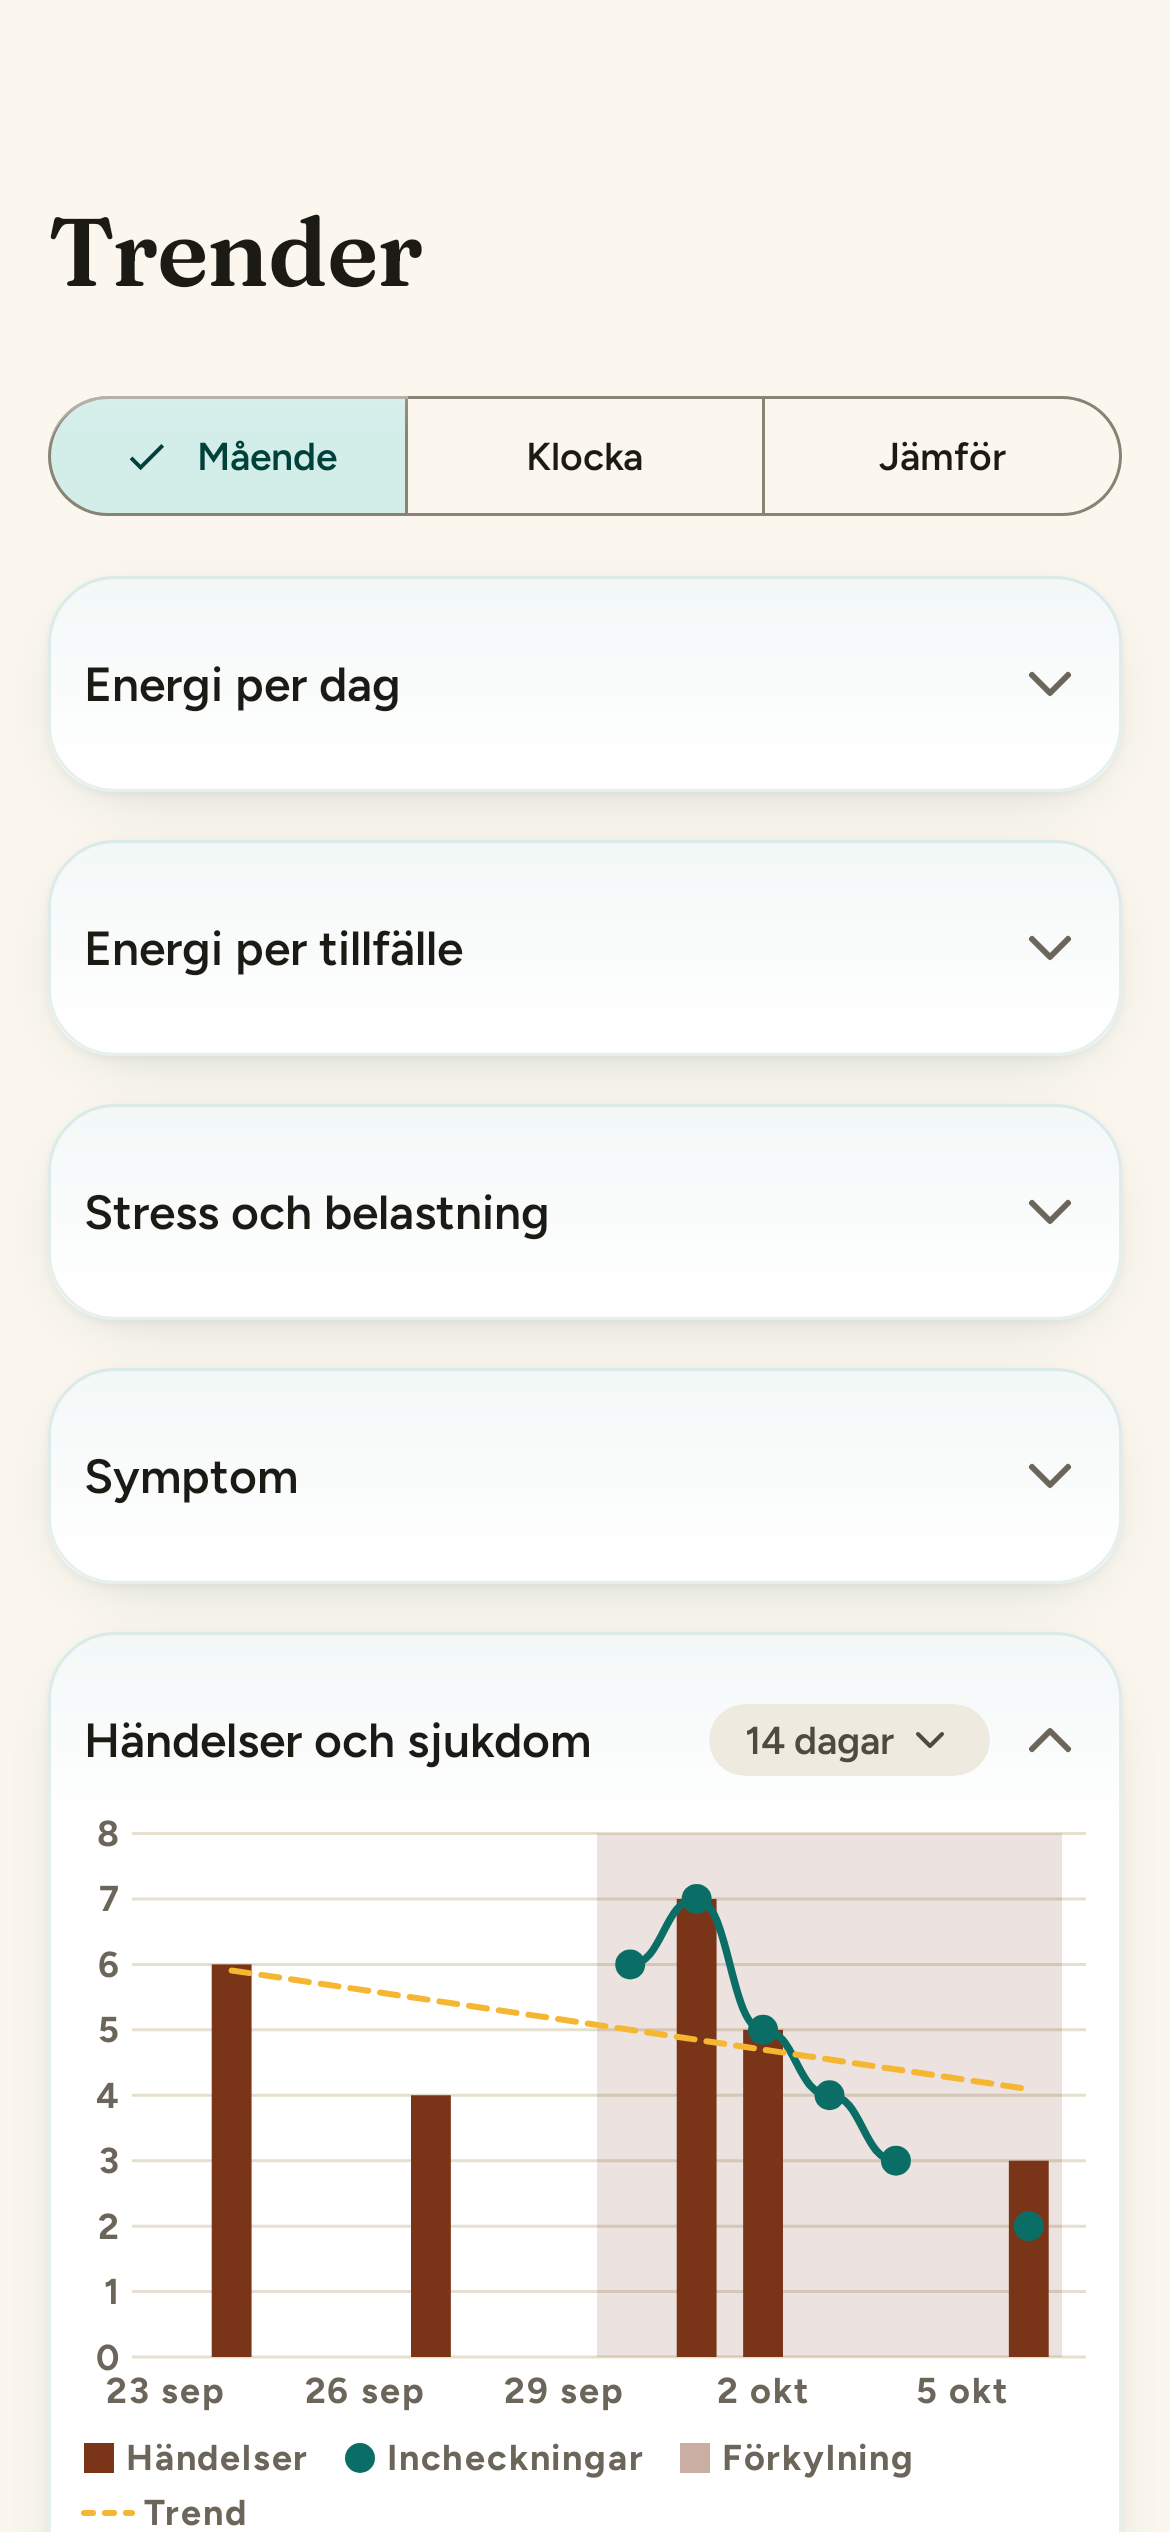 Trender
Mående
Klocka
Jämför
Energi per dag
Energi per tillfälle
Stress och belastning
Symptom
Händelser och sjukdom
14 dagar
8
7
6
5
4
3
2
1
0
23 sep
26 sep
29 sep
2 okt
5 okt
Händelser
Incheckningar
Förkylning
Trend